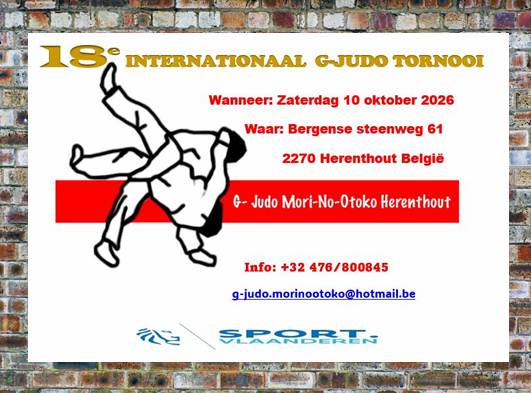 18e INTERNATIONAAL G-JUDO TORNOOI
Wanneer: Zaterdag 10 oktober 2026
Waar: Bergense steenweg 61
2270 Herenthout België
G- Judo Mori-No-Otoko Herenthout
Info: +32 476/800845
g-judo.morinootoko@hotmail.be
SPORT.
VLAANDEREN